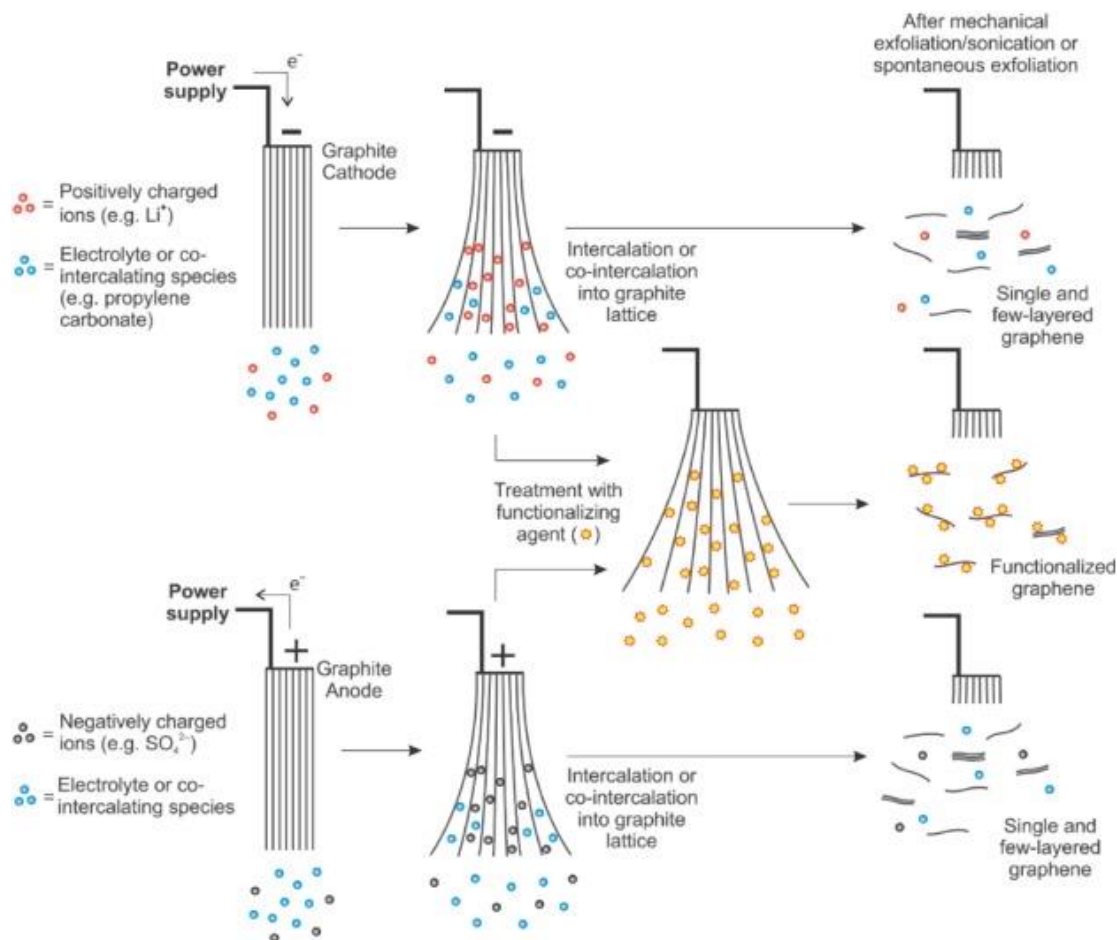 After mechanical
exfoliation/sonication or
spontaneous exfoliation
Power
supply
e⁻
−
Graphite
Cathode
−
= Positively charged
ions (e.g. Li⁺)
= Electrolyte or co-
intercalating species
(e.g. propylene
carbonate)
Intercalation or
co-intercalation
into graphite
lattice
Single and
few-layered
graphene
Treatment with
functionalizing
agent ( )
Functionalized
graphene
Power
supply
e⁻
+
Graphite
Anode
+
= Negatively charged
ions (e.g. SO₄²⁻)
= Electrolyte or co-
intercalating species
Intercalation or
co-intercalation
into graphite
lattice
Single and
few-layered
graphene